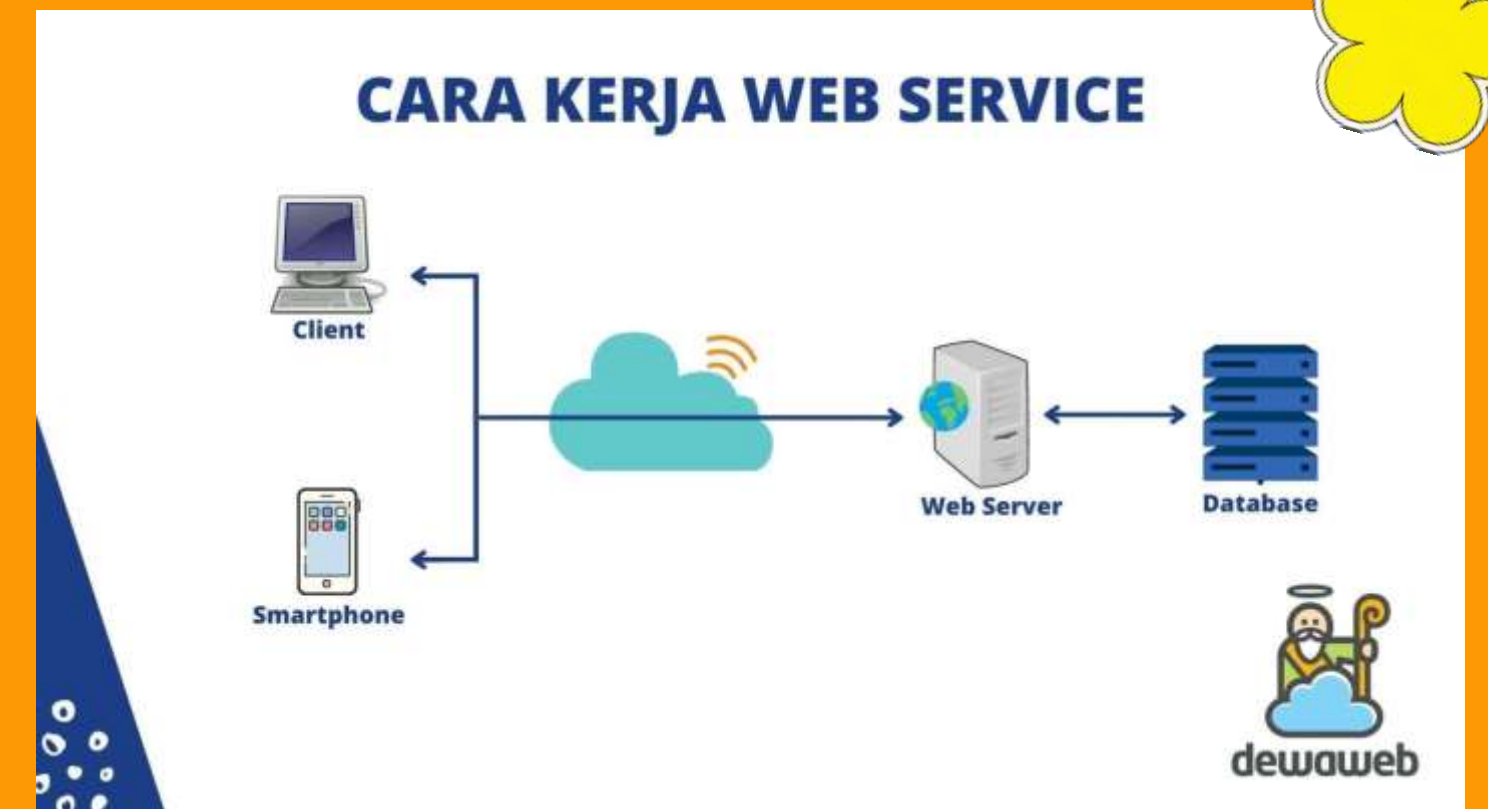 CARA KERJA WEB SERVICE
Client
Smartphone
Web Server
Database
dewaweb